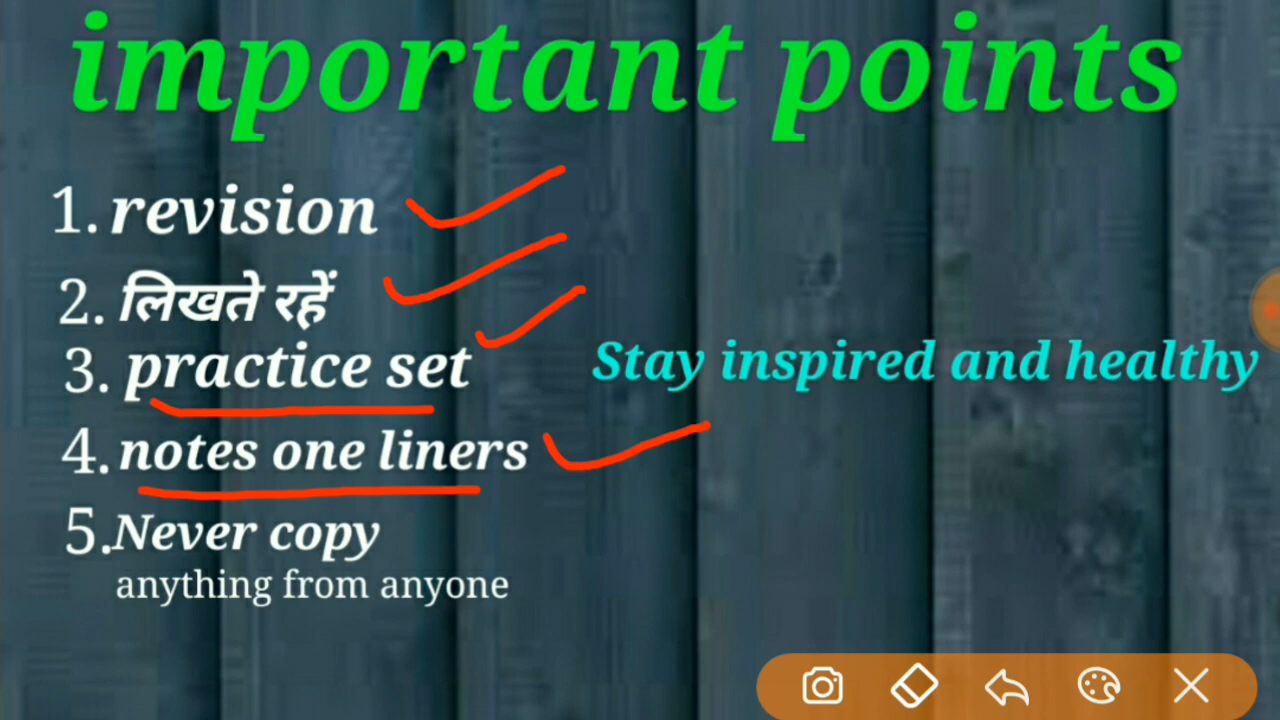 important points
1. revision
2. लिखते रहें
3. practice set
Stay inspired and healthy
4. notes one liners
5. Never copy
anything from anyone